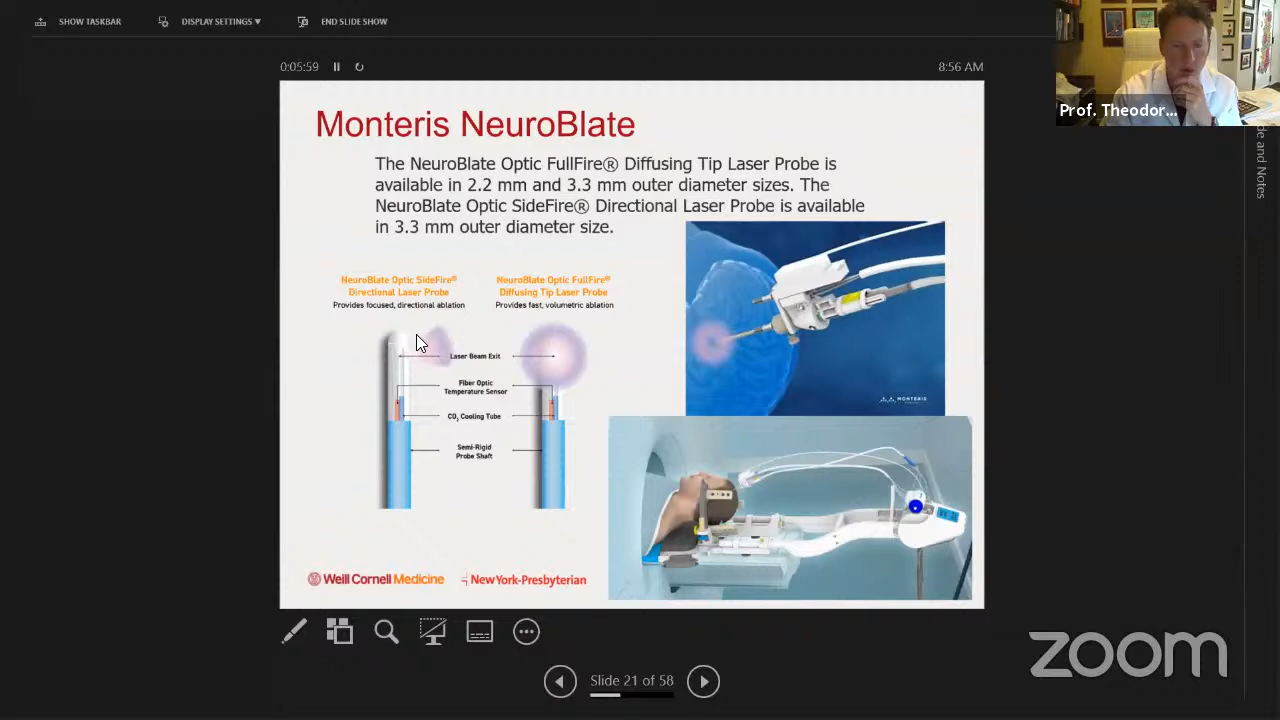 SHOW TASKBAR
DISPLAY SETTINGS ▼
END SLIDE SHOW
0:05:59
8:56 AM
Prof. Theodor...
de and Notes
Monteris NeuroBlate
The NeuroBlate Optic FullFire® Diffusing Tip Laser Probe is
available in 2.2 mm and 3.3 mm outer diameter sizes. The
NeuroBlate Optic SideFire® Directional Laser Probe is available
in 3.3 mm outer diameter size.
NeuroBlate Optic SideFire®
Directional Laser Probe
Provides focused, directional ablation
NeuroBlate Optic FullFire®
Diffusing Tip Laser Probe
Provides fast, volumetric ablation
Laser Beam Exit
Fiber Optic
Temperature Sensor
CO₂ Cooling Tube
Semi-Rigid
Probe Shaft
MONTERIS
Weill Cornell Medicine
NewYork-Presbyterian
Slide 21 of 58
zoom